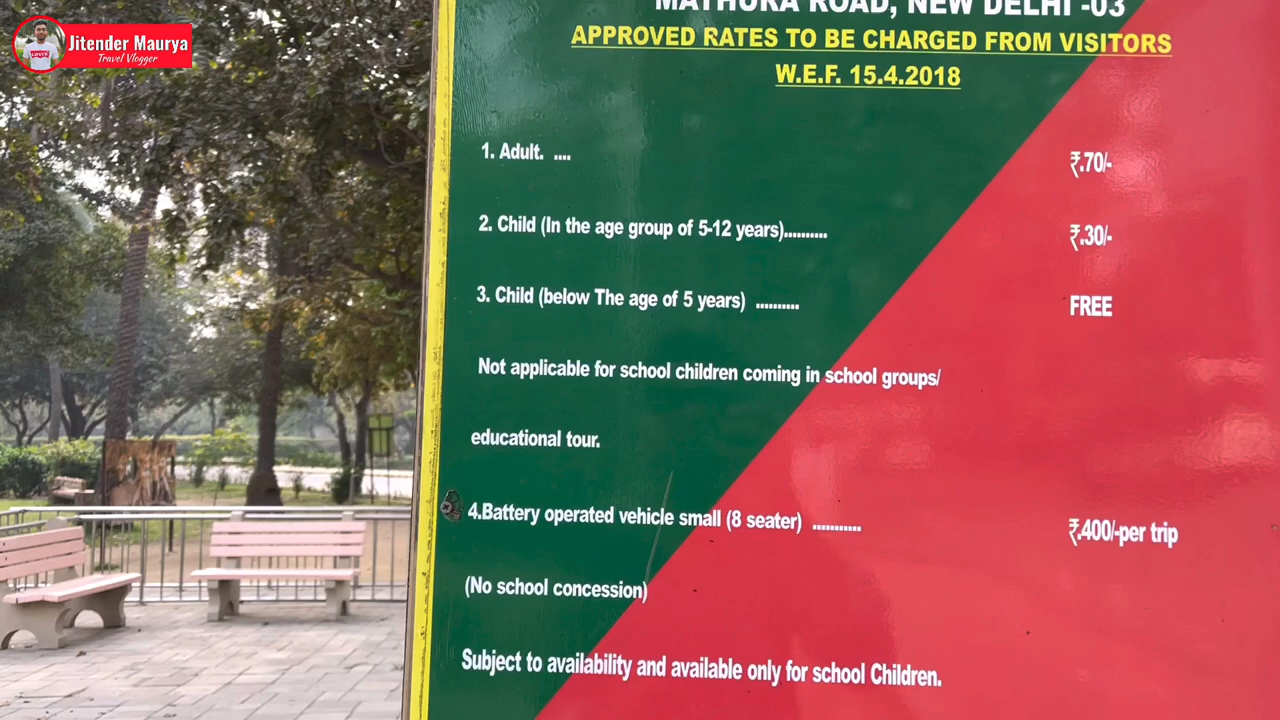 Jitender Maurya
Travel Vlogger
MATHURA ROAD, NEW DELHI -03
APPROVED RATES TO BE CHARGED FROM VISITORS
W.E.F. 15.4.2018
1. Adult. .... ₹.70/-
2. Child (In the age group of 5-12 years).......... ₹.30/-
3. Child (below The age of 5 years) .......... FREE
Not applicable for school children coming in school groups/
educational tour.
4.Battery operated vehicle small (8 seater) ........... ₹.400/-per trip
(No school concession)
Subject to availability and available only for school Children.